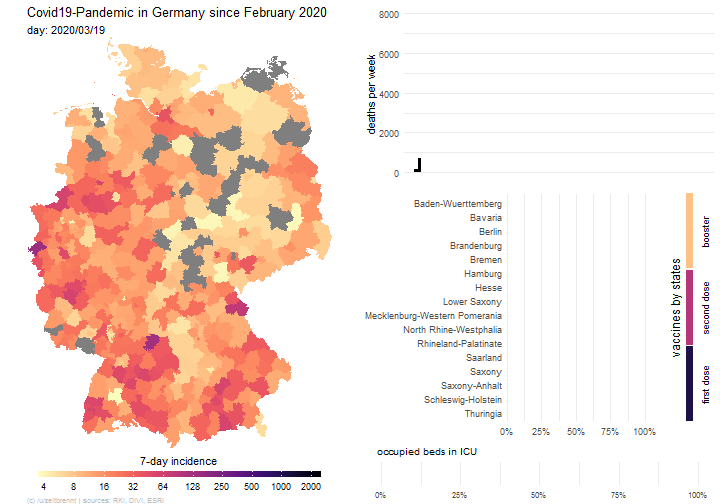 Covid19-Pandemic in Germany since February 2020
day: 2020/03/19
7-day incidence
4 8 16 32 64 128 256 500 1000 2000
(c) /u/zeitbrennt | sources: RKI, DIVI, ESRI
deaths per week
8000
6000
4000
2000
0
Baden-Wuerttemberg
Bavaria
Berlin
Brandenburg
Bremen
Hamburg
Hesse
Lower Saxony
Mecklenburg-Western Pomerania
North Rhine-Westphalia
Rhineland-Palatinate
Saarland
Saxony
Saxony-Anhalt
Schleswig-Holstein
Thuringia
0% 25% 50% 75% 100%
vaccines by states
booster
second dose
first dose
occupied beds in ICU
0% 25% 50% 75% 100%